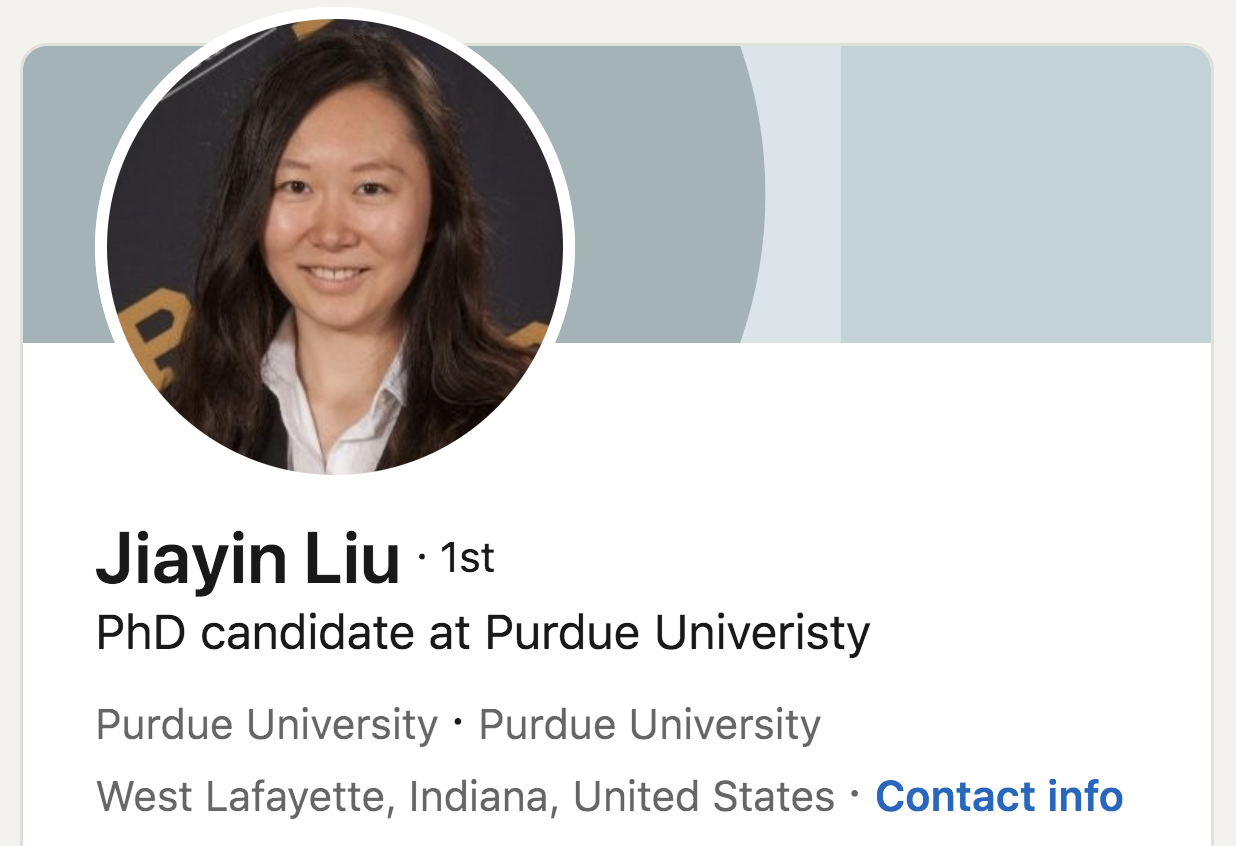 P
Jiayin Liu · 1st
PhD candidate at Purdue Univeristy
Purdue University · Purdue University
West Lafayette, Indiana, United States · Contact info